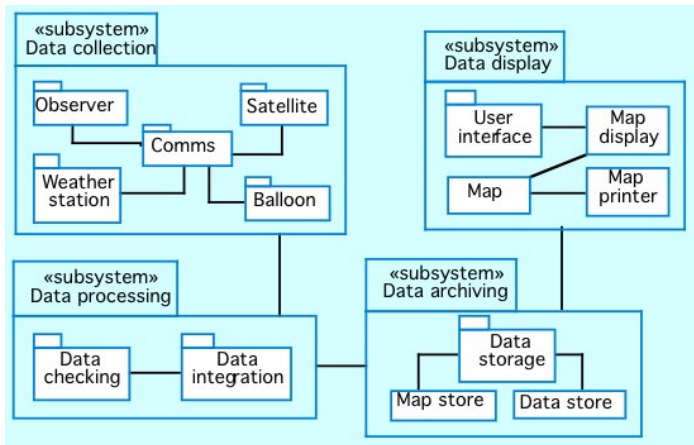 «subsystem»
Data collection
Observer
Satellite
Comms
Weather
station
Balloon
«subsystem»
Data display
User
interface
Map
display
Map
Map
printer
«subsystem»
Data processing
Data
checking
Data
integration
«subsystem»
Data archiving
Data
storage
Map store
Data store